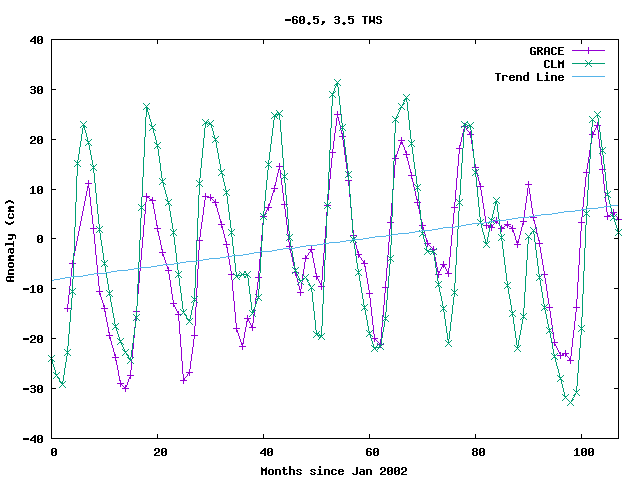 -60.5, 3.5 TWS
GRACE
CLM
Trend Line
40
30
20
10
0
-10
-20
-30
-40
Anomaly (cm)
0 20 40 60 80 100
Months since Jan 2002